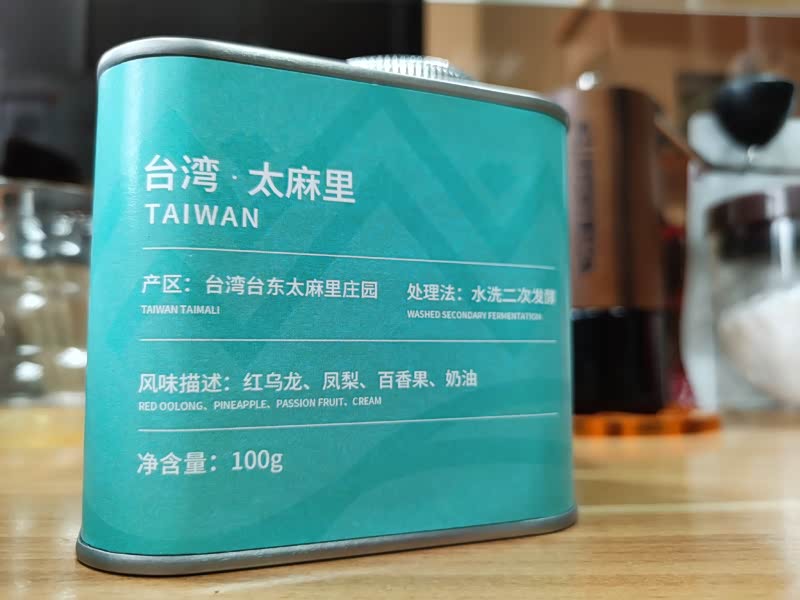 台湾·太麻里
TAIWAN
产区：台湾台东太麻里庄园
TAIWAN TAIMALI
处理法：水洗二次发酵
WASHED SECONDARY FERMENTATION
风味描述：红乌龙、凤梨、百香果、奶油
RED OOLONG、PINEAPPLE、PASSION FRUIT、CREAM
净含量：100g